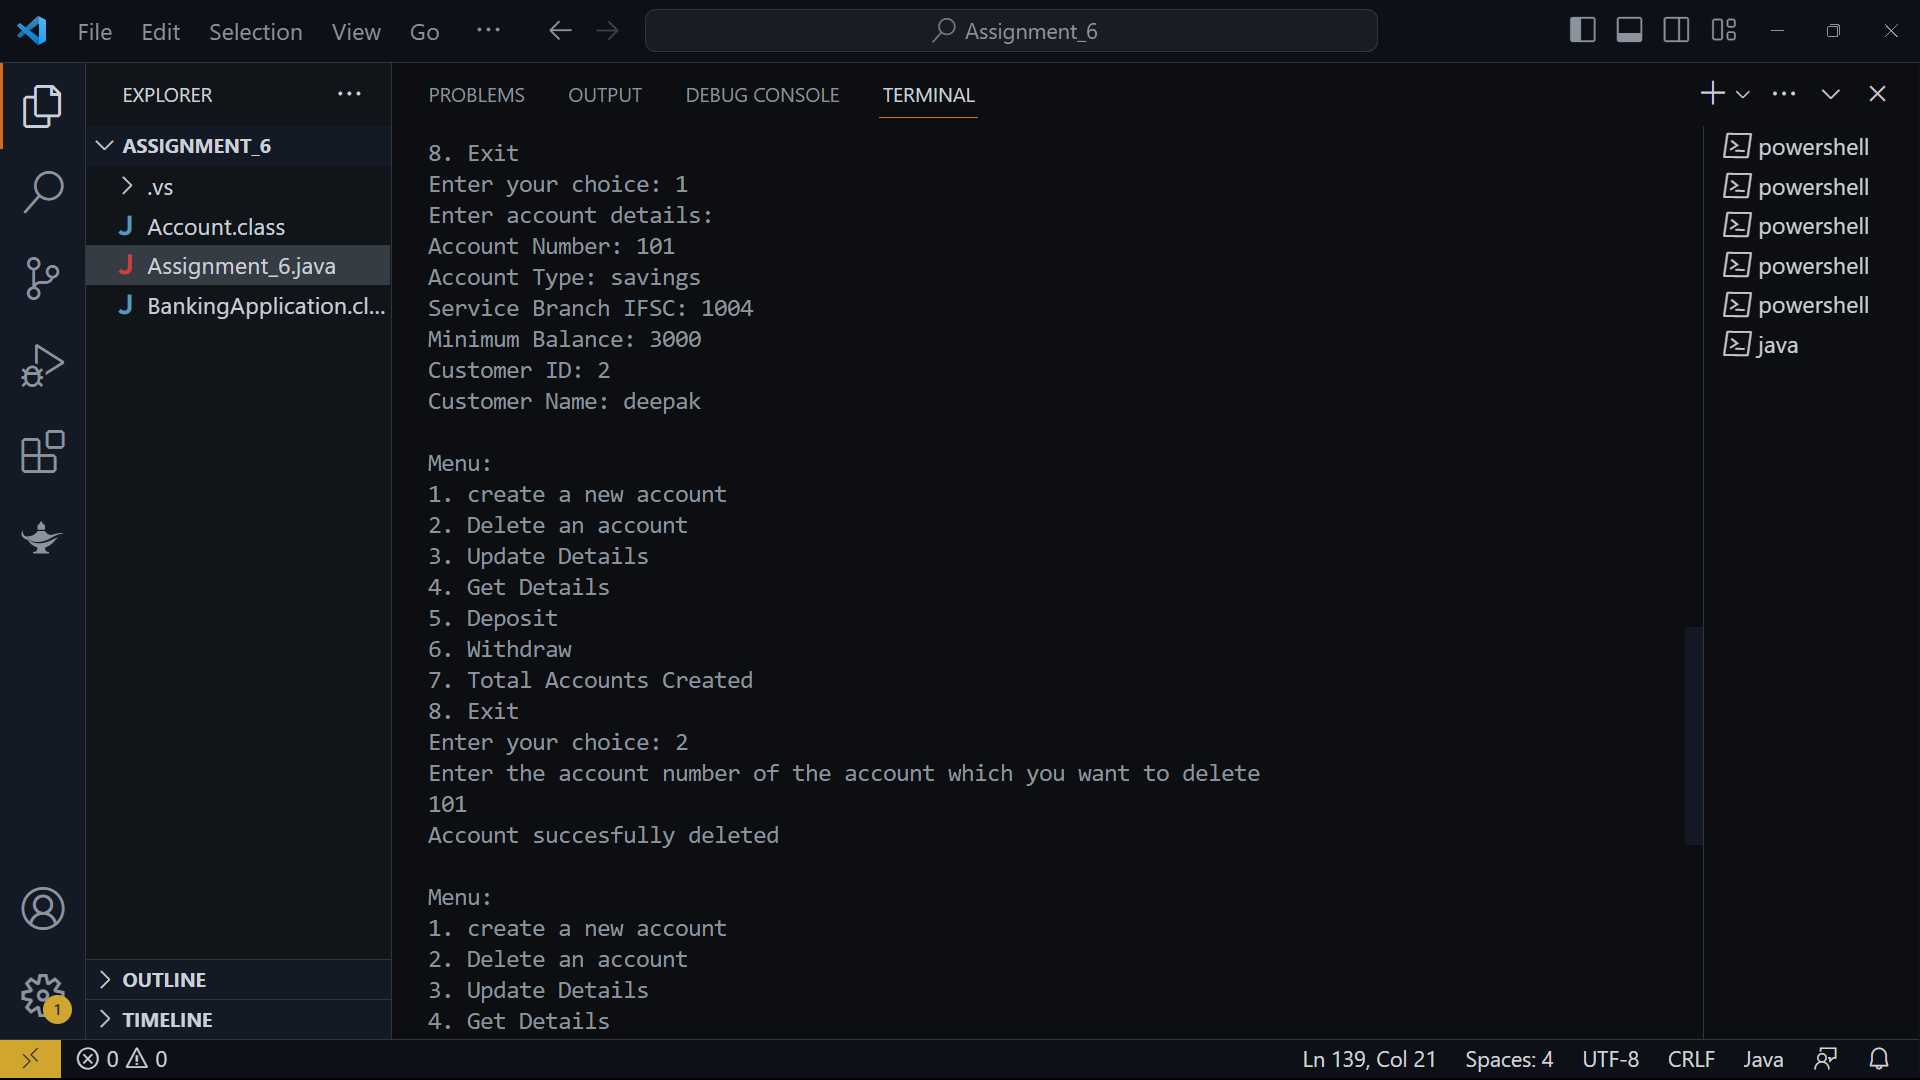 File Edit Selection View Go ··· Assignment_6
EXPLORER ···
ASSIGNMENT_6
.vs
Account.class
Assignment_6.java
BankingApplication.cl...
OUTLINE
TIMELINE
PROBLEMS OUTPUT DEBUG CONSOLE TERMINAL
8. Exit
Enter your choice: 1
Enter account details:
Account Number: 101
Account Type: savings
Service Branch IFSC: 1004
Minimum Balance: 3000
Customer ID: 2
Customer Name: deepak
Menu:
1. create a new account
2. Delete an account
3. Update Details
4. Get Details
5. Deposit
6. Withdraw
7. Total Accounts Created
8. Exit
Enter your choice: 2
Enter the account number of the account which you want to delete
101
Account succesfully deleted
Menu:
1. create a new account
2. Delete an account
3. Update Details
4. Get Details
powershell
powershell
powershell
powershell
powershell
java
1
0 0 Ln 139, Col 21 Spaces: 4 UTF-8 CRLF Java